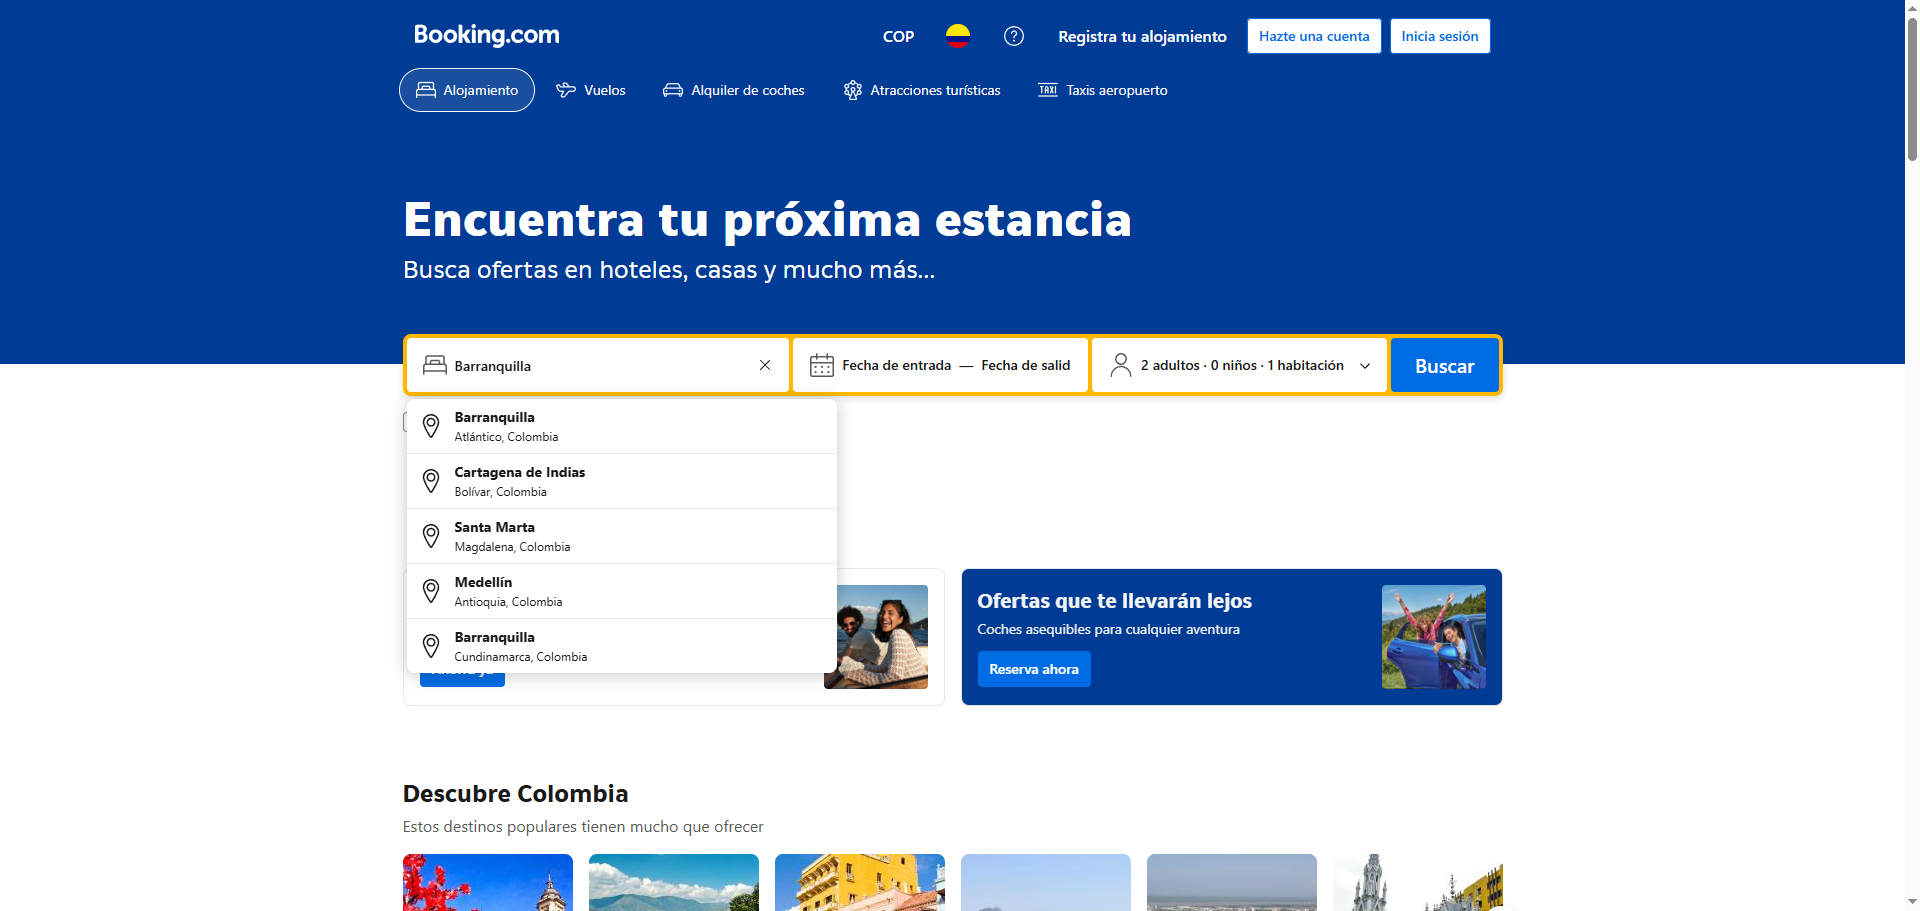 Booking.com
COP
Registra tu alojamiento
Hazte una cuenta
Inicia sesión
Alojamiento
Vuelos
Alquiler de coches
Atracciones turísticas
TAXI
Taxis aeropuerto
Encuentra tu próxima estancia
Busca ofertas en hoteles, casas y mucho más...
Barranquilla
Fecha de entrada — Fecha de salid
2 adultos · 0 niños · 1 habitación
Buscar
Barranquilla
Atlántico, Colombia
Cartagena de Indias
Bolívar, Colombia
Santa Marta
Magdalena, Colombia
Medellín
Antioquia, Colombia
Barranquilla
Cundinamarca, Colombia
Ofertas que te llevarán lejos
Coches asequibles para cualquier aventura
Reserva ahora
Descubre Colombia
Estos destinos populares tienen mucho que ofrecer